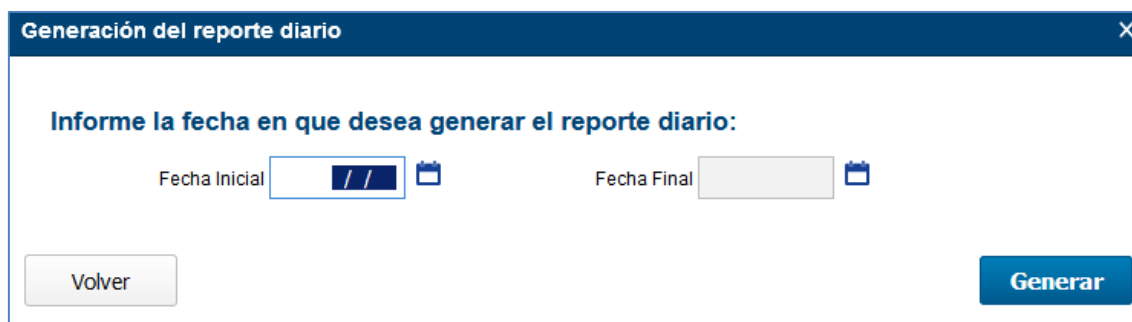 Generación del reporte diario
Informe la fecha en que desea generar el reporte diario:
Fecha Inicial / / Fecha Final
Volver Generar